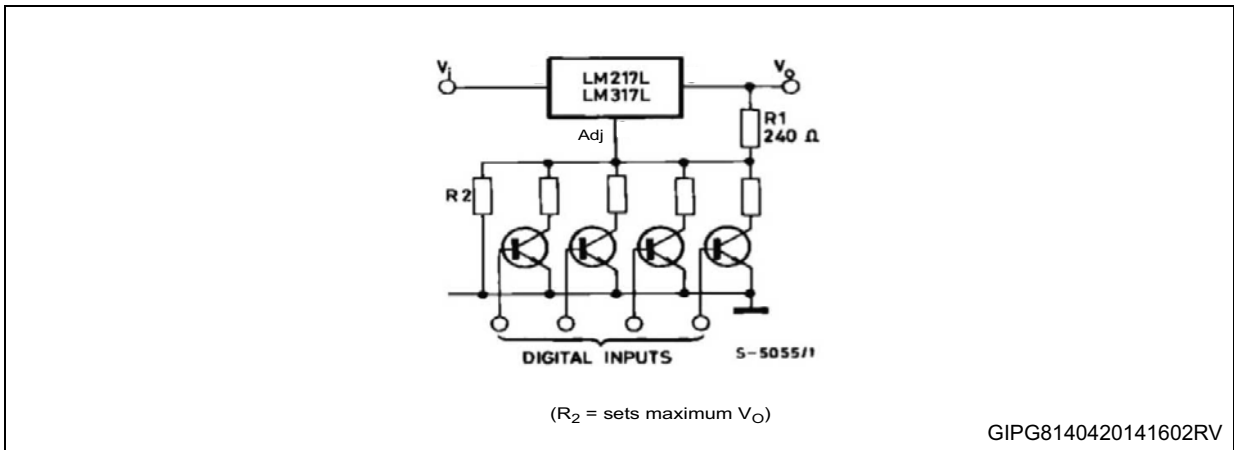 Vi
LM217L
LM317L
Vo
Adj
R1
240 Ω
R2
DIGITAL INPUTS
S-5055/1
(R2 = sets maximum VO)
GIPG8140420141602RV